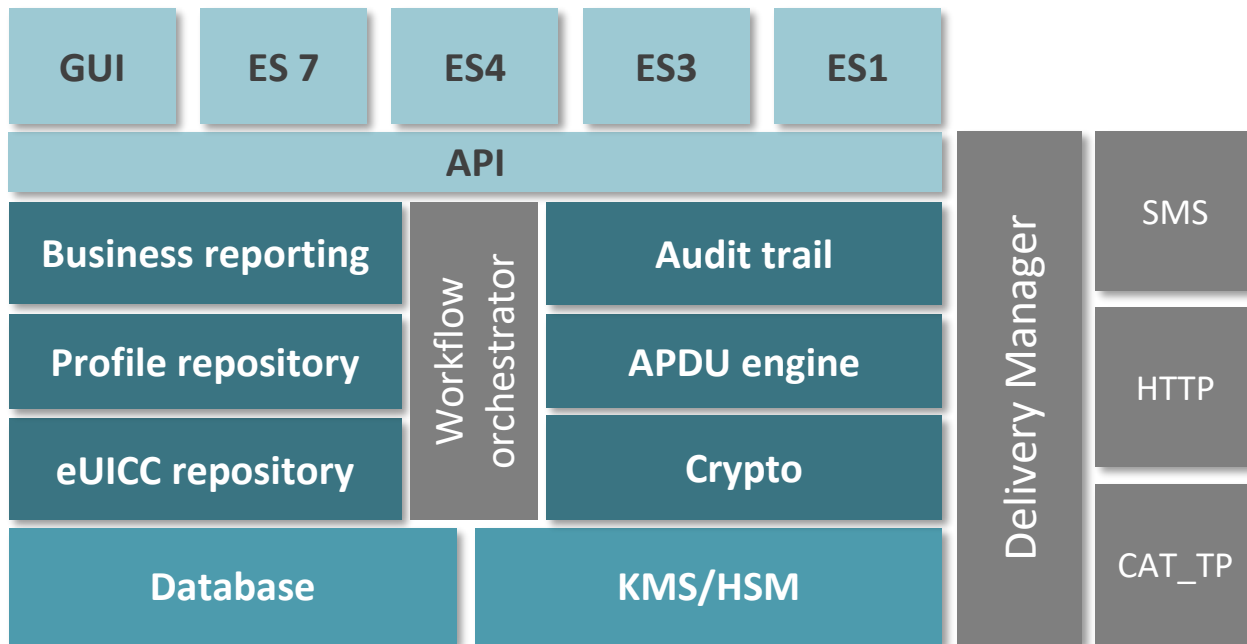 GUI
ES 7
ES4
ES3
ES1
API
Business reporting
Profile repository
eUICC repository
Workflow
orchestrator
Audit trail
APDU engine
Crypto
Database
KMS/HSM
Delivery Manager
SMS
HTTP
CAT_TP